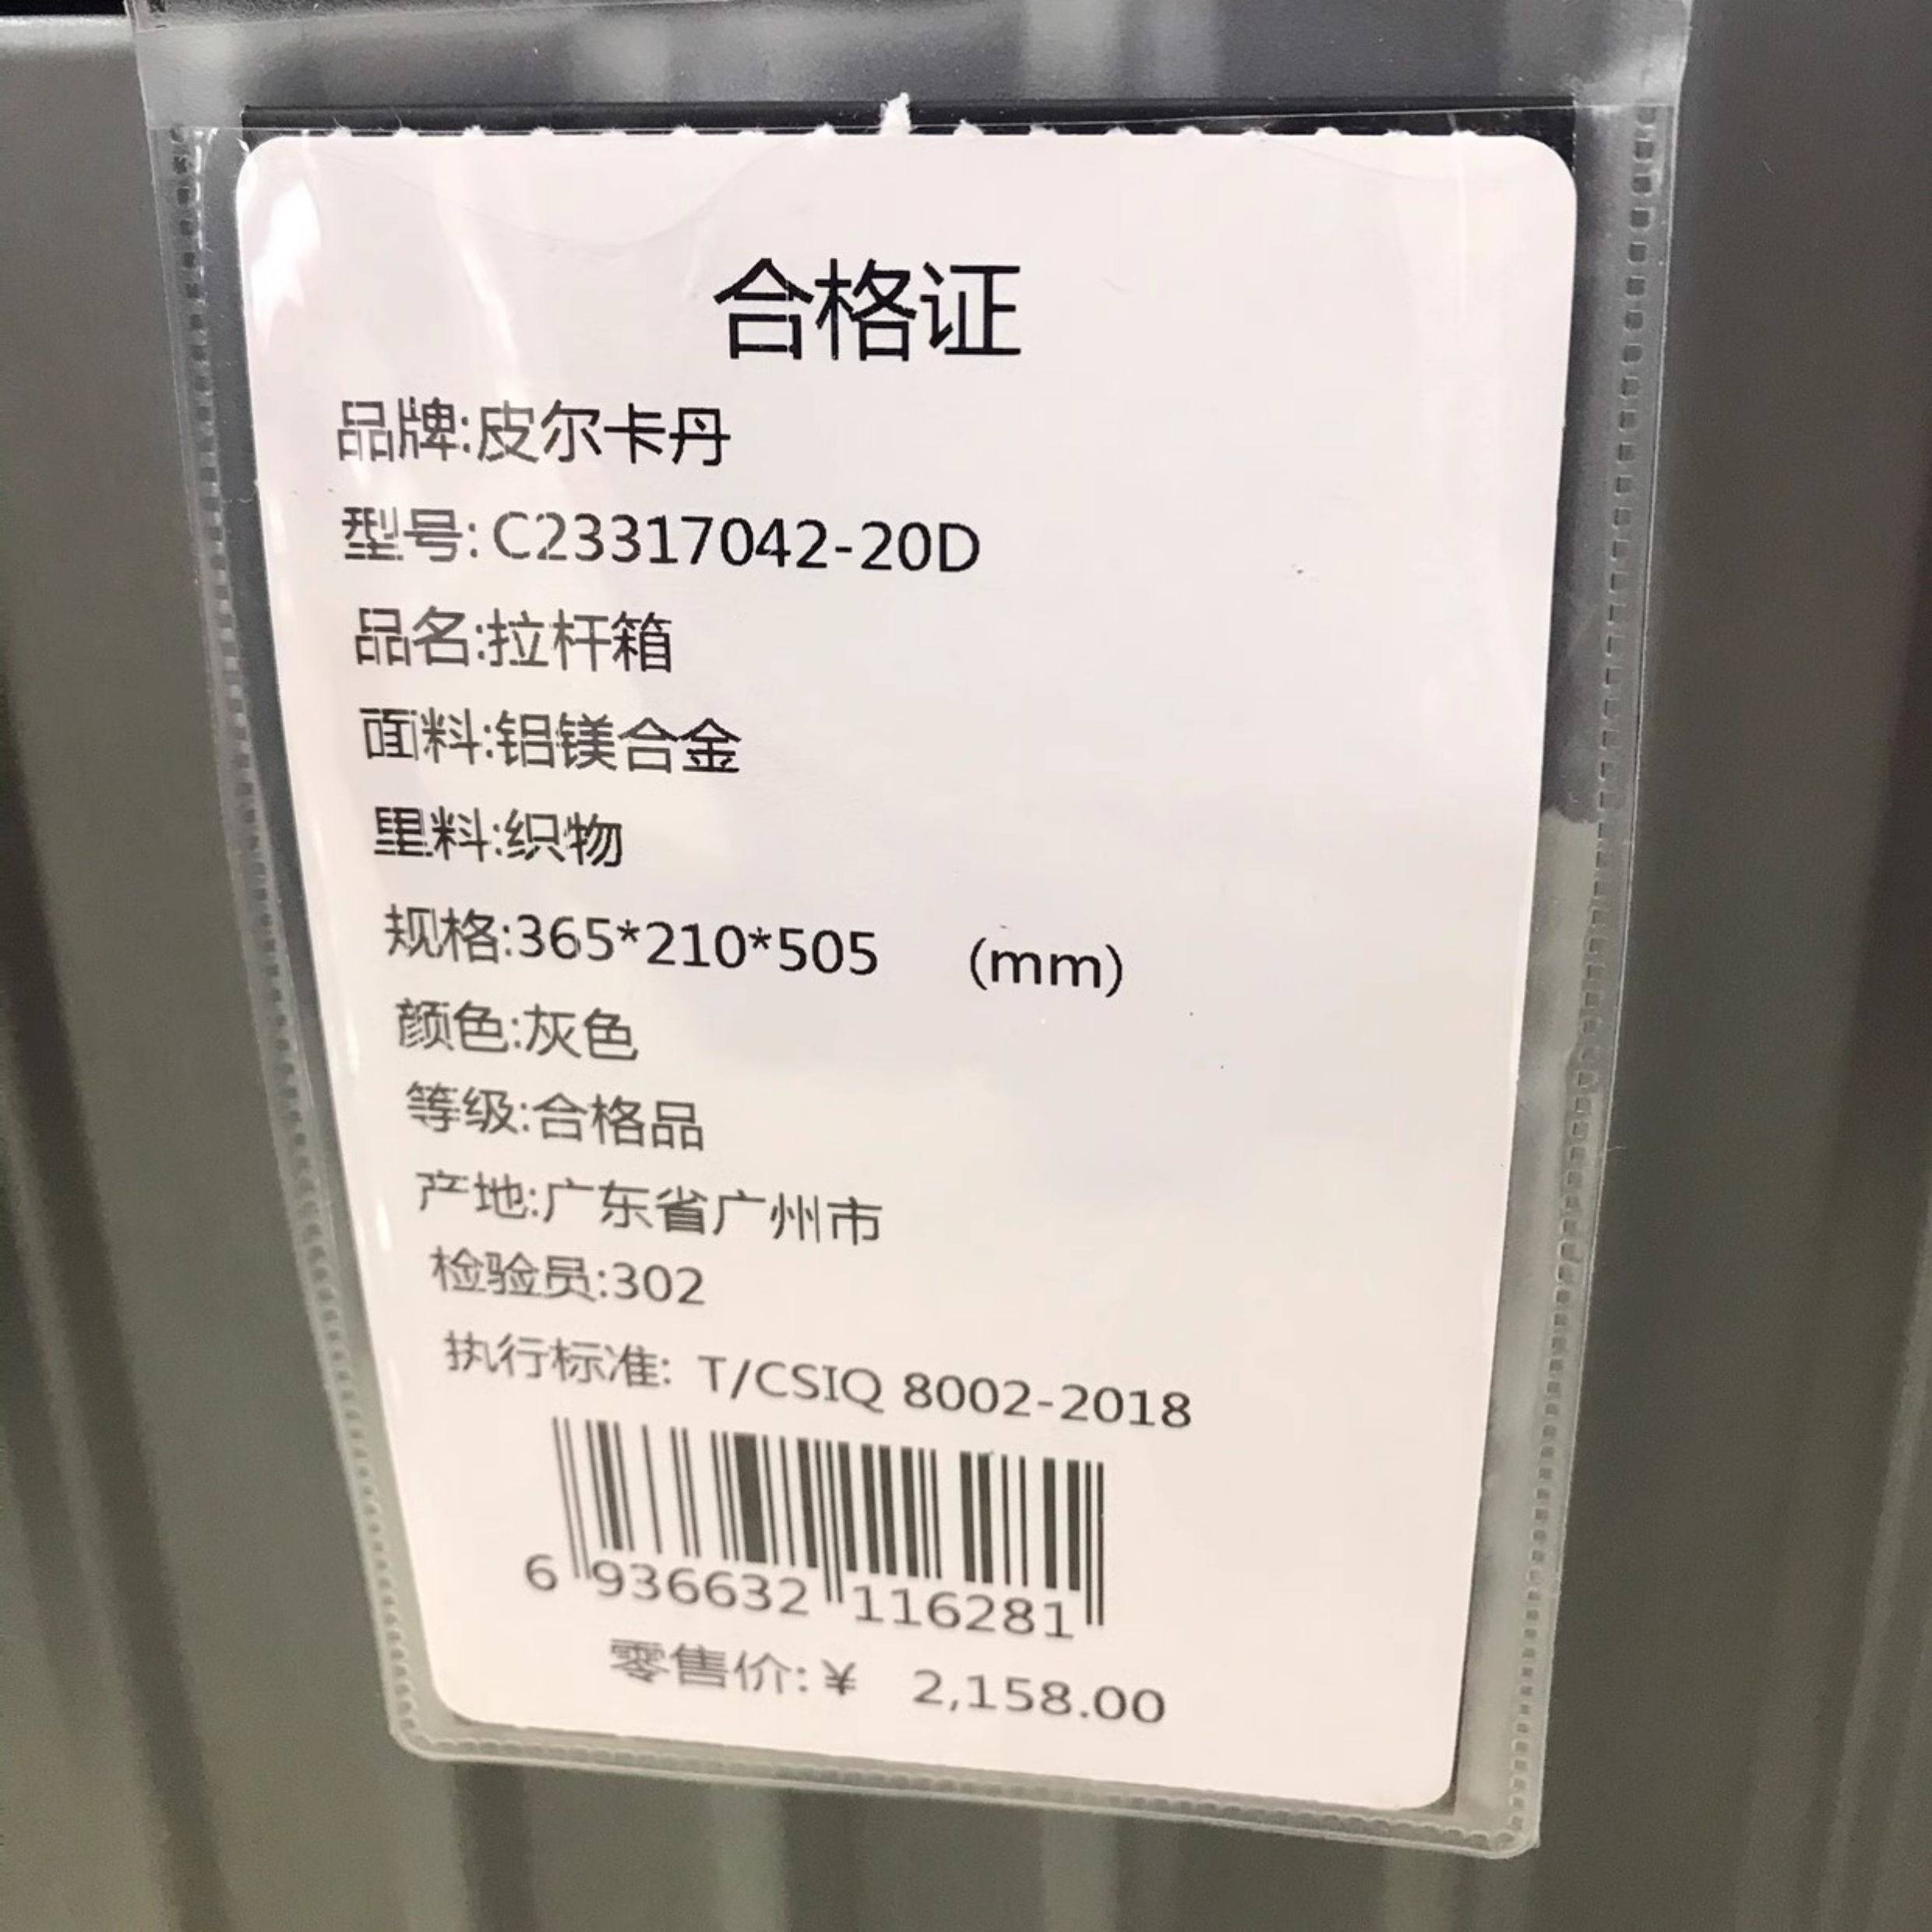 合格证
品牌:皮尔卡丹
型号: C23317042-20D
品名:拉杆箱
面料:铝镁合金
里料:织物
规格:365*210*505 (mm)
颜色:灰色
等级:合格品
产地:广东省广州市
检验员:302
执行标准: T/CSIQ 8002-2018
6 936632 116281
零售价:¥ 2,158.00